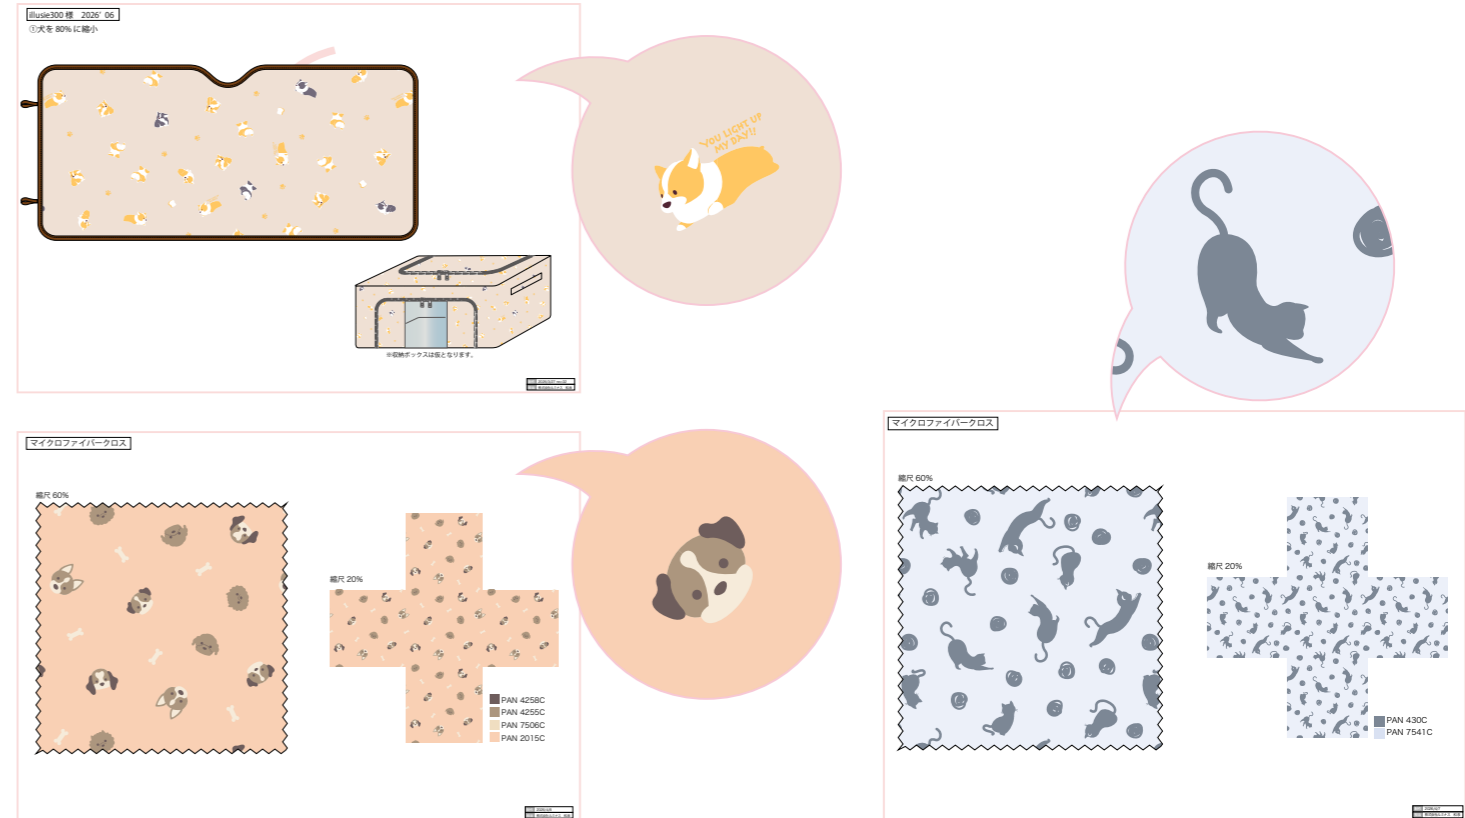 illusie300 様　2026' 06
①犬を 80% に縮小
YOU LIGHT UP
MY DAY!!
※収納ボックスは仮となります。
マイクロファイバークロス
縮尺 60%
縮尺 20%
PAN 4258C
PAN 4255C
PAN 7506C
PAN 2015C
マイクロファイバークロス
縮尺 60%
縮尺 20%
PAN 430C
PAN 7541C